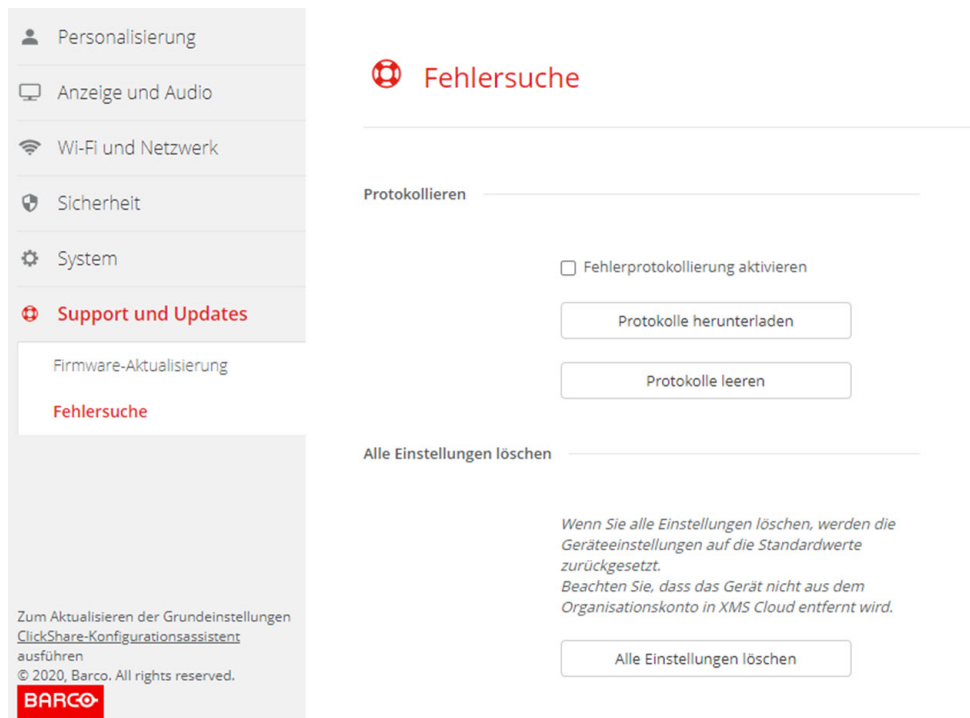 Personalisierung
Anzeige und Audio
Wi-Fi und Netzwerk
Sicherheit
System
Support und Updates
Firmware-Aktualisierung
Fehlersuche
Zum Aktualisieren der Grundeinstellungen
ClickShare-Konfigurationsassistent
ausführen
© 2020, Barco. All rights reserved.
BARCO
Fehlersuche
Protokollieren
Fehlerprotokollierung aktivieren
Protokolle herunterladen
Protokolle leeren
Alle Einstellungen löschen
Wenn Sie alle Einstellungen löschen, werden die
Geräteeinstellungen auf die Standardwerte
zurückgesetzt.
Beachten Sie, dass das Gerät nicht aus dem
Organisationskonto in XMS Cloud entfernt wird.
Alle Einstellungen löschen